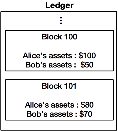 Ledger
Block 100
Alice's assets : $100
Bob's assets : $50
Block 101
Alice's assets : $80
Bob's assets : $70